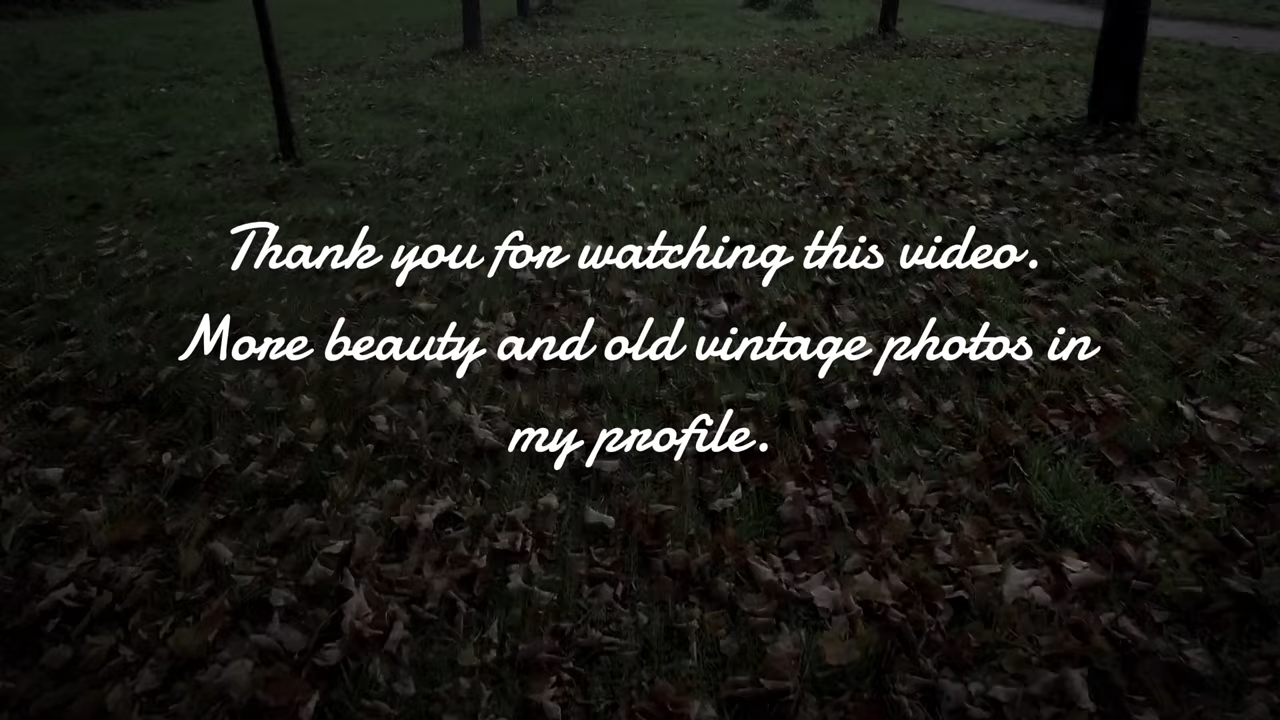 Thank you for watching this video.
More beauty and old vintage photos in
my profile.